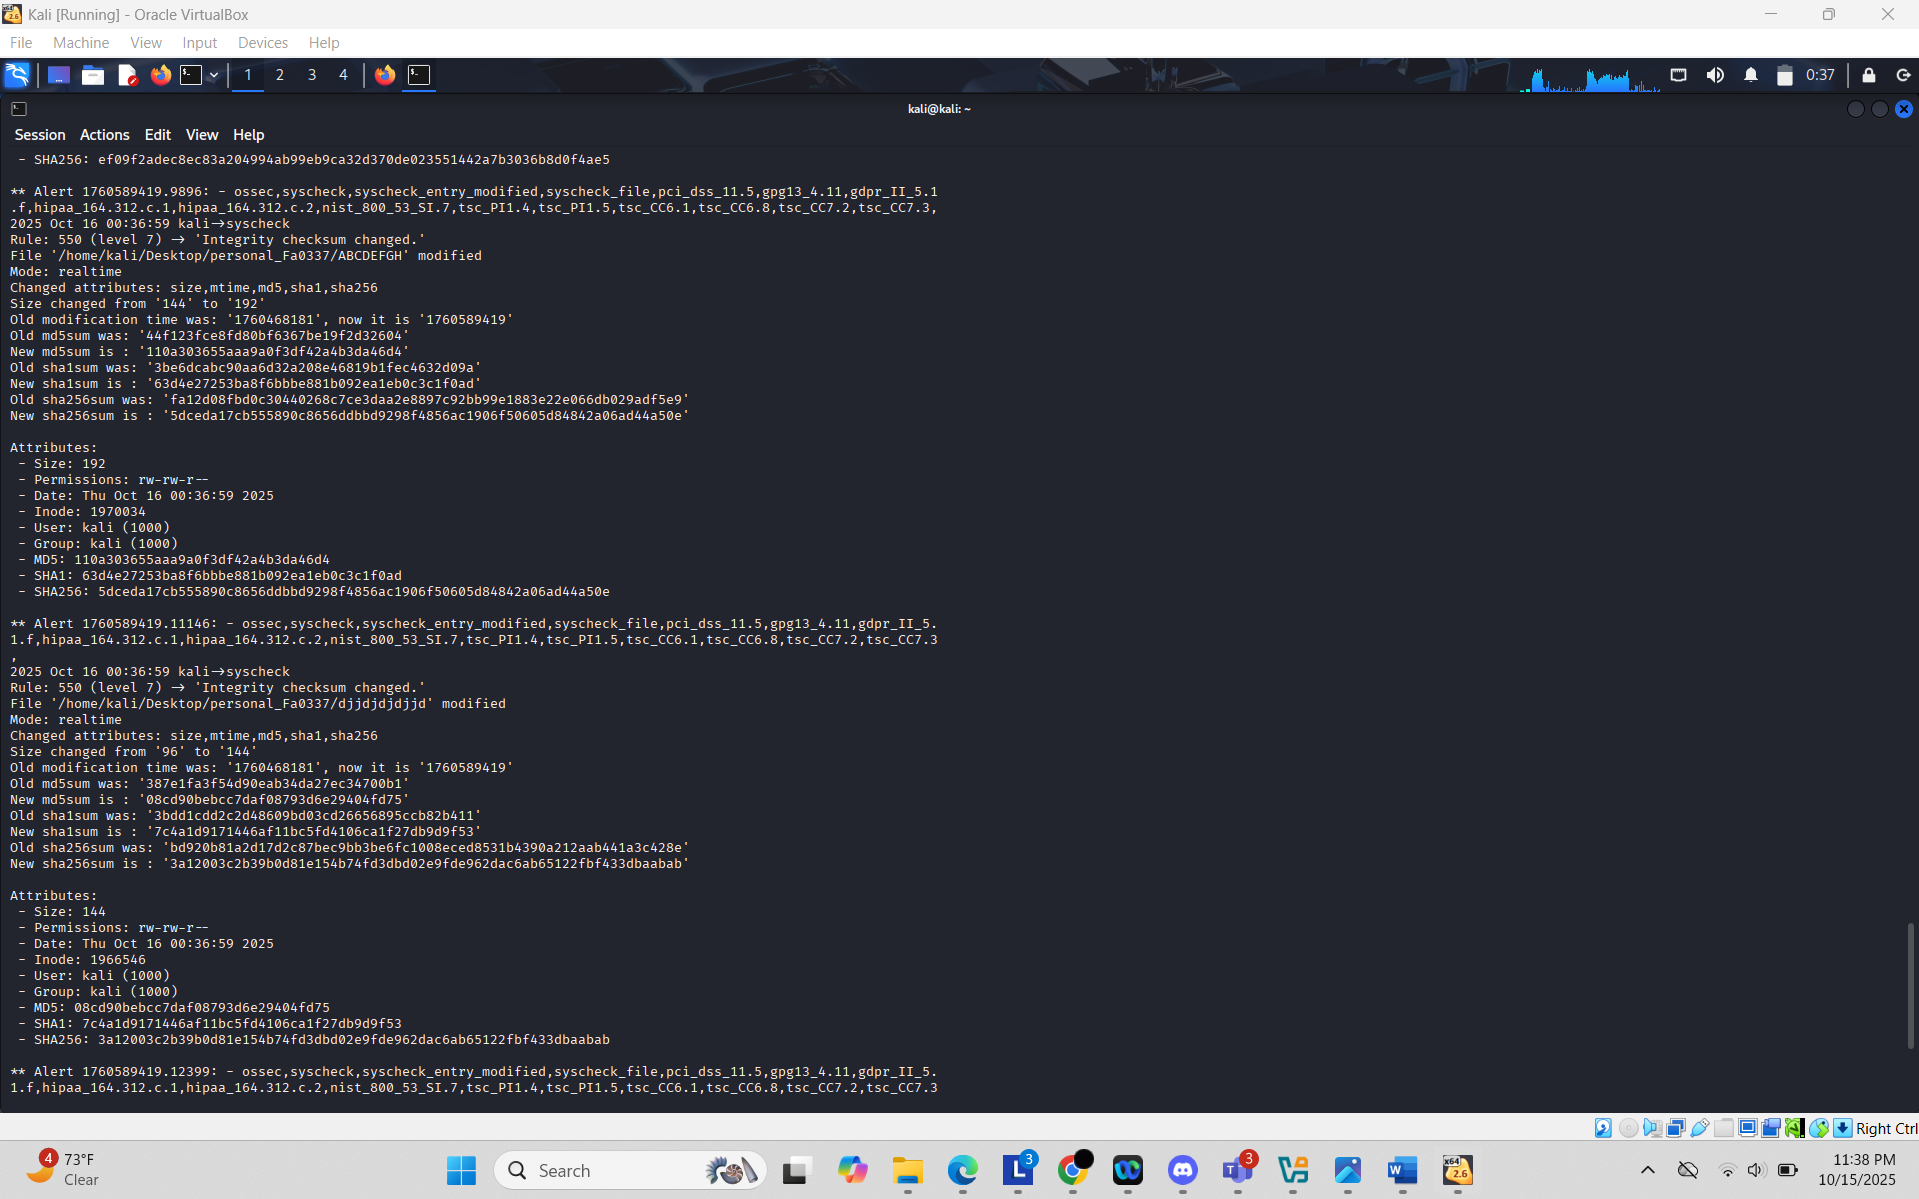 Kali [Running] - Oracle VirtualBox
File Machine View Input Devices Help
1 2 3 4 0:37
kali@kali: ~
Session Actions Edit View Help
- SHA256: ef09f2adec8ec83a204994ab99eb9ca32d370de023551442a7b3036b8d0f4ae5
** Alert 1760589419.9896: - ossec,syscheck,syscheck_entry_modified,syscheck_file,pci_dss_11.5,gpg13_4.11,gdpr_II_5.1
.f,hipaa_164.312.c.1,hipaa_164.312.c.2,nist_800_53_SI.7,tsc_PI1.4,tsc_PI1.5,tsc_CC6.1,tsc_CC6.8,tsc_CC7.2,tsc_CC7.3,
2025 Oct 16 00:36:59 kali→syscheck
Rule: 550 (level 7) → 'Integrity checksum changed.'
File '/home/kali/Desktop/personal_Fa0337/ABCDEFGH' modified
Mode: realtime
Changed attributes: size,mtime,md5,sha1,sha256
Size changed from '144' to '192'
Old modification time was: '1760468181', now it is '1760589419'
Old md5sum was: '44f123fce8fd80bf6367be19f2d32604'
New md5sum is : '110a303655aaa9a0f3df42a4b3da46d4'
Old sha1sum was: '3be6dcabc90aa6d32a208e46819b1fec4632d09a'
New sha1sum is : '63d4e27253ba8f6bbbe881b092ea1eb0c3c1f0ad'
Old sha256sum was: 'fa12d08fbd0c30440268c7ce3daa2e8897c92bb99e1883e22e066db029adf5e9'
New sha256sum is : '5dceda17cb555890c8656ddbbd9298f4856ac1906f50605d84842a06ad44a50e'
Attributes:
- Size: 192
- Permissions: rw-rw-r--
- Date: Thu Oct 16 00:36:59 2025
- Inode: 1970034
- User: kali (1000)
- Group: kali (1000)
- MD5: 110a303655aaa9a0f3df42a4b3da46d4
- SHA1: 63d4e27253ba8f6bbbe881b092ea1eb0c3c1f0ad
- SHA256: 5dceda17cb555890c8656ddbbd9298f4856ac1906f50605d84842a06ad44a50e
** Alert 1760589419.11146: - ossec,syscheck,syscheck_entry_modified,syscheck_file,pci_dss_11.5,gpg13_4.11,gdpr_II_5.
1.f,hipaa_164.312.c.1,hipaa_164.312.c.2,nist_800_53_SI.7,tsc_PI1.4,tsc_PI1.5,tsc_CC6.1,tsc_CC6.8,tsc_CC7.2,tsc_CC7.3
,
2025 Oct 16 00:36:59 kali→syscheck
Rule: 550 (level 7) → 'Integrity checksum changed.'
File '/home/kali/Desktop/personal_Fa0337/djjdjdjdjjd' modified
Mode: realtime
Changed attributes: size,mtime,md5,sha1,sha256
Size changed from '96' to '144'
Old modification time was: '1760468181', now it is '1760589419'
Old md5sum was: '387e1fa3f54d90eab34da27ec34700b1'
New md5sum is : '08cd90bebcc7daf08793d6e29404fd75'
Old sha1sum was: '3bdd1cdd2c2d48609bd03cd26656895ccb82b411'
New sha1sum is : '7c4a1d9171446af11bc5fd4106ca1f27db9d9f53'
Old sha256sum was: 'bd920b81a2d17d2c87bec9bb3be6fc1008eced8531b4390a212aab441a3c428e'
New sha256sum is : '3a12003c2b39b0d81e154b74fd3dbd02e9fde962dac6ab65122fbf433dbaabab'
Attributes:
- Size: 144
- Permissions: rw-rw-r--
- Date: Thu Oct 16 00:36:59 2025
- Inode: 1966546
- User: kali (1000)
- Group: kali (1000)
- MD5: 08cd90bebcc7daf08793d6e29404fd75
- SHA1: 7c4a1d9171446af11bc5fd4106ca1f27db9d9f53
- SHA256: 3a12003c2b39b0d81e154b74fd3dbd02e9fde962dac6ab65122fbf433dbaabab
** Alert 1760589419.12399: - ossec,syscheck,syscheck_entry_modified,syscheck_file,pci_dss_11.5,gpg13_4.11,gdpr_II_5.
1.f,hipaa_164.312.c.1,hipaa_164.312.c.2,nist_800_53_SI.7,tsc_PI1.4,tsc_PI1.5,tsc_CC6.1,tsc_CC6.8,tsc_CC7.2,tsc_CC7.3
Right Ctrl
4 73°F
Clear
Search
3
3
11:38 PM
10/15/2025